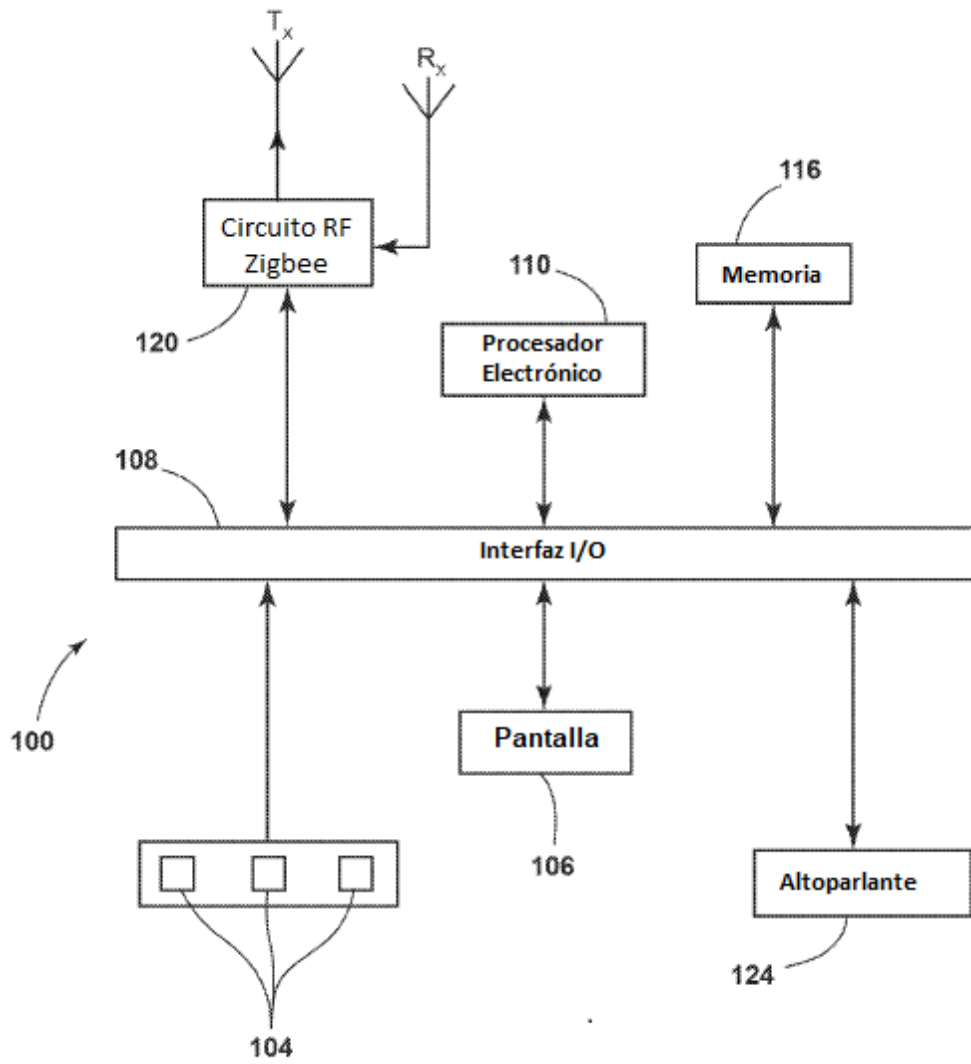 Tx
Rx
116
Circuito RF
Zigbee
110
Memoria
120
Procesador
Electrónico
108
Interfaz I/O
100
Pantalla
106
Altoparlante
124
104